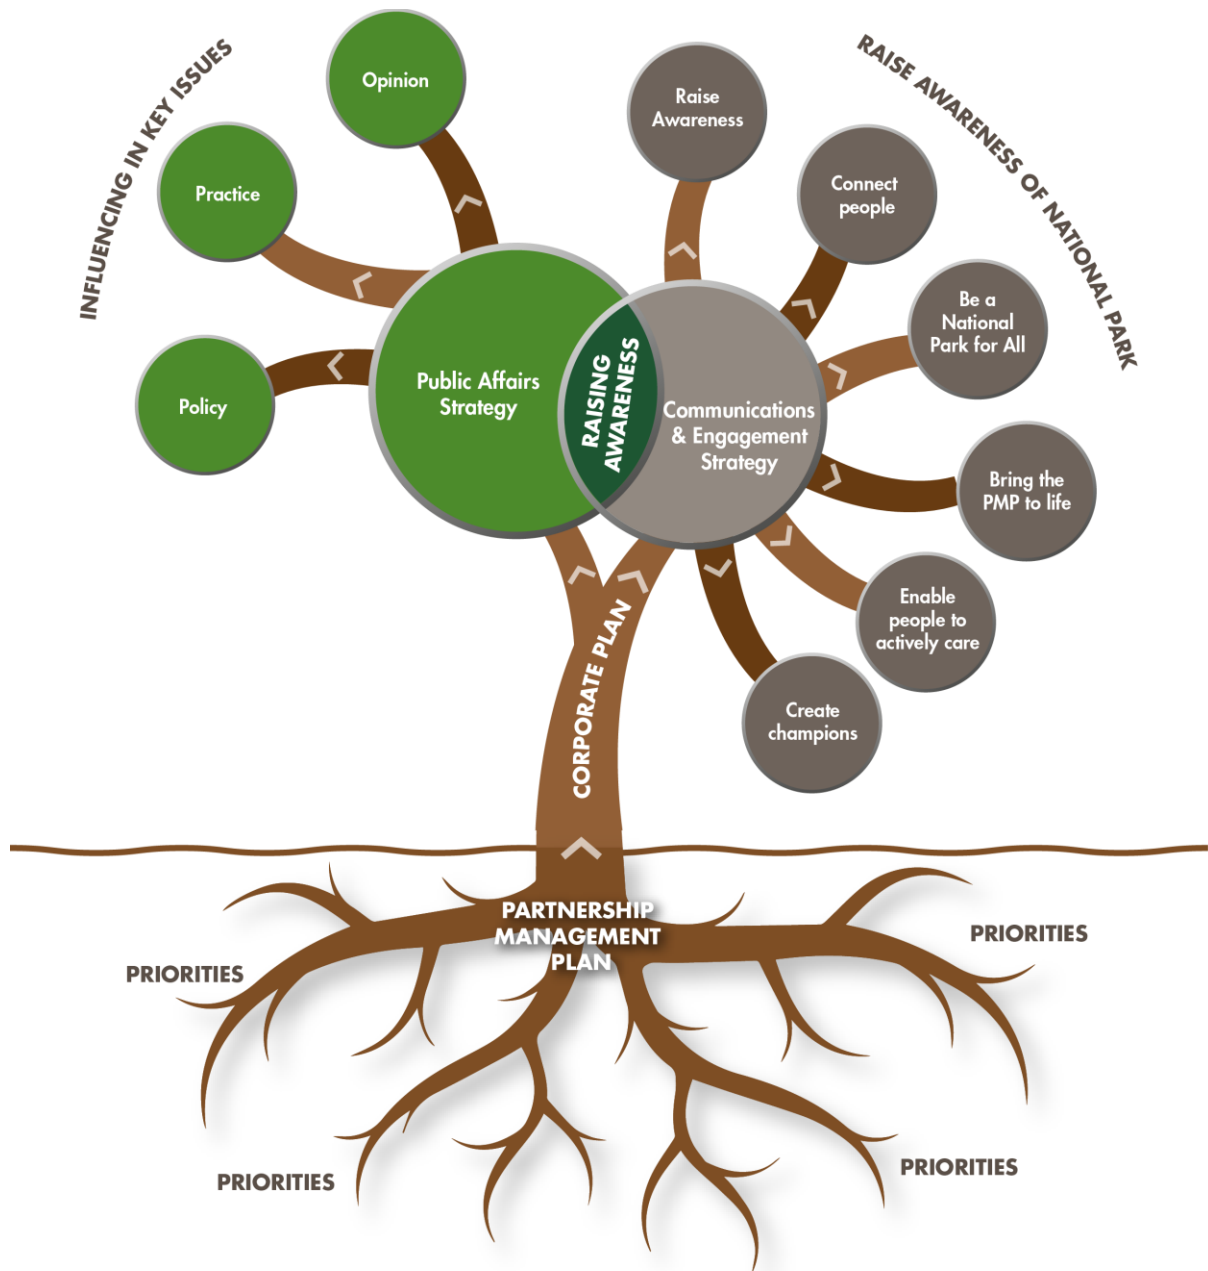 INFLUENCING IN KEY ISSUES
RAISE AWARENESS OF NATIONAL PARK
Opinion
Practice
Policy
Public Affairs
Strategy
RAISING
AWARENESS
Communications
& Engagement
Strategy
Raise
Awareness
Connect
people
Be a
National
Park for All
Bring the
PMP to life
Enable
people to
actively care
Create
champions
CORPORATE PLAN
PARTNERSHIP
MANAGEMENT
PLAN
PRIORITIES
PRIORITIES
PRIORITIES
PRIORITIES